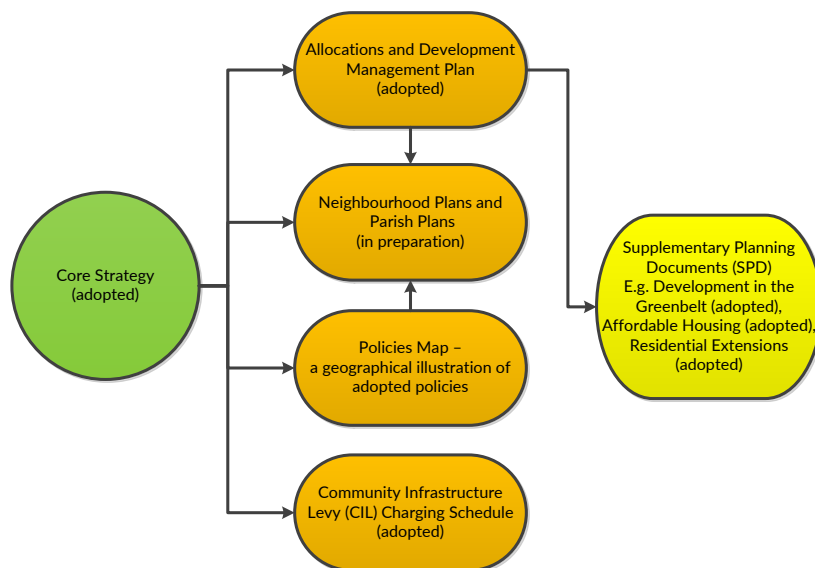 Core Strategy
(adopted)
Allocations and Development
Management Plan
(adopted)
Neighbourhood Plans and
Parish Plans
(in preparation)
Policies Map –
a geographical illustration of
adopted policies
Community Infrastructure
Levy (CIL) Charging Schedule
(adopted)
Supplementary Planning
Documents (SPD)
E.g. Development in the
Greenbelt (adopted),
Affordable Housing (adopted),
Residential Extensions
(adopted)